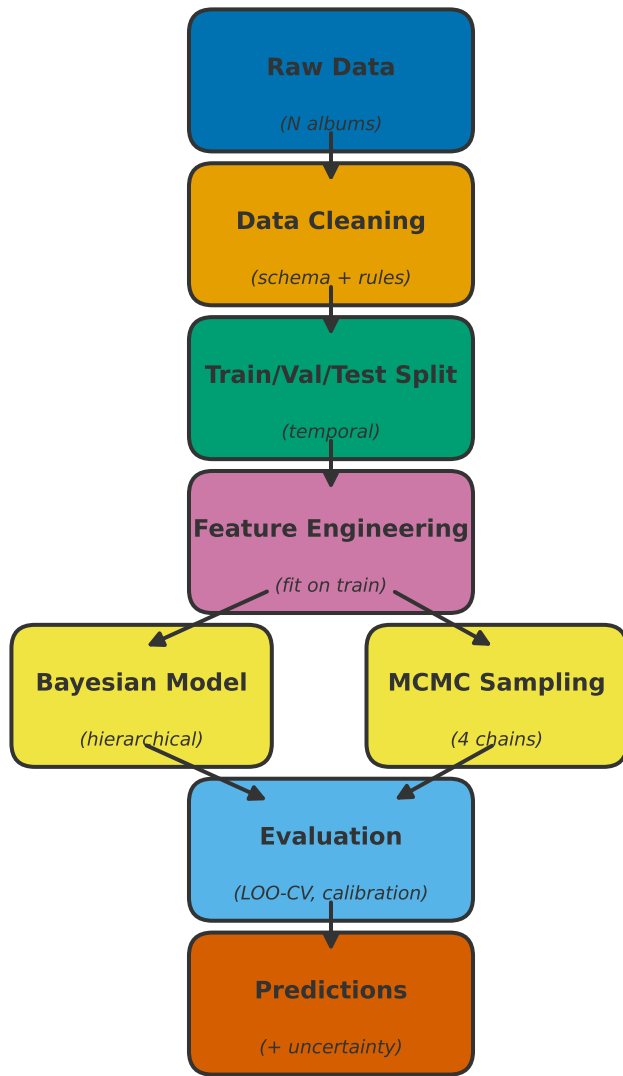 Raw Data
(N albums)
Data Cleaning
(schema + rules)
Train/Val/Test Split
(temporal)
Feature Engineering
(fit on train)
Bayesian Model
(hierarchical)
MCMC Sampling
(4 chains)
Evaluation
(LOO-CV, calibration)
Predictions
(+ uncertainty)